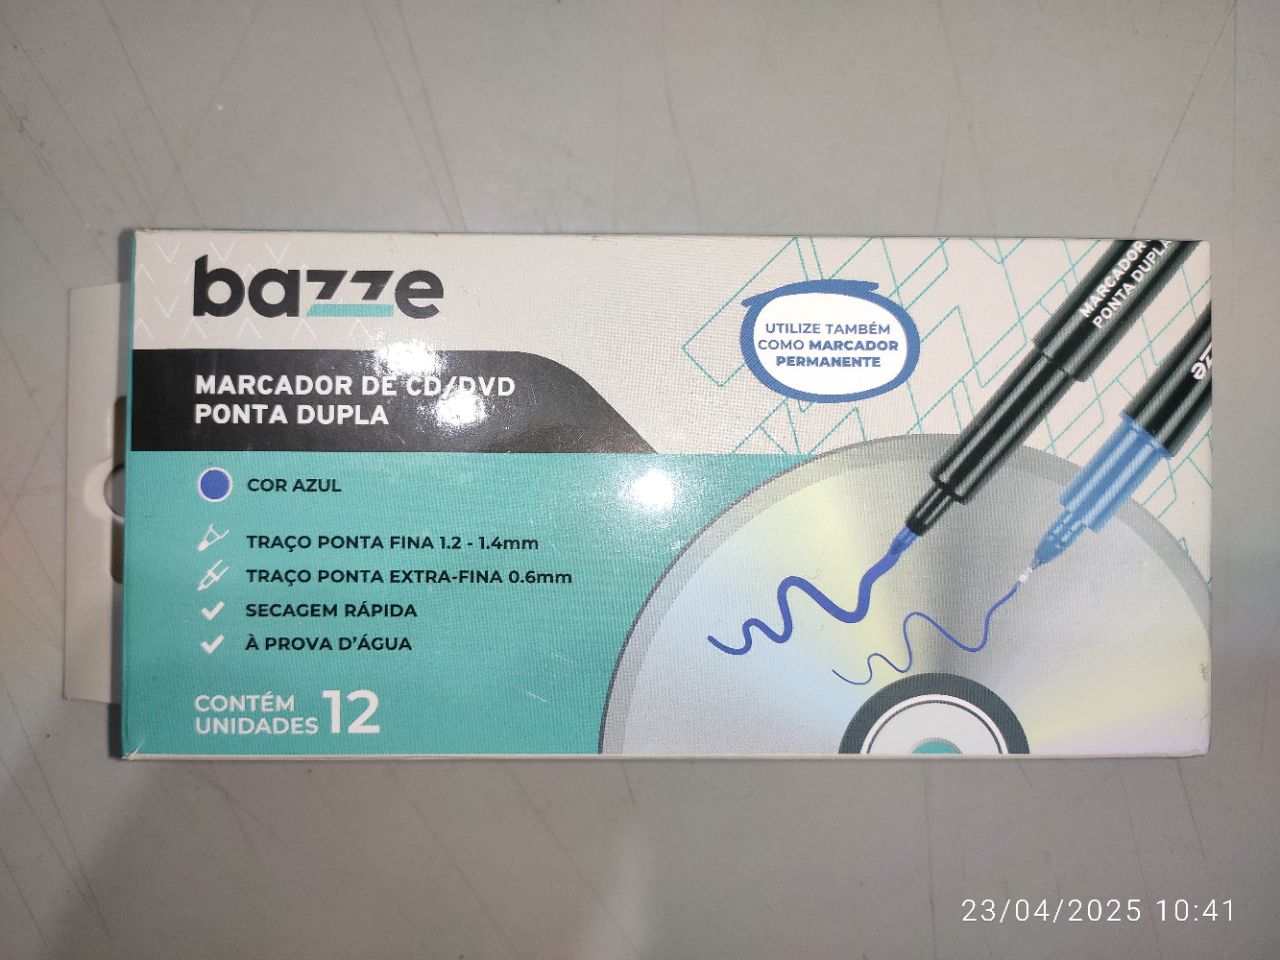 bazze
MARCADOR DE CD/DVD
PONTA DUPLA
UTILIZE TAMBÉM
COMO MARCADOR
PERMANENTE
MARCADOR
PONTA DUPLA
COR AZUL
TRAÇO PONTA FINA 1.2 - 1.4mm
TRAÇO PONTA EXTRA-FINA 0.6mm
SECAGEM RÁPIDA
À PROVA D'ÁGUA
CONTÉM
UNIDADES 12
23/04/2025 10:41